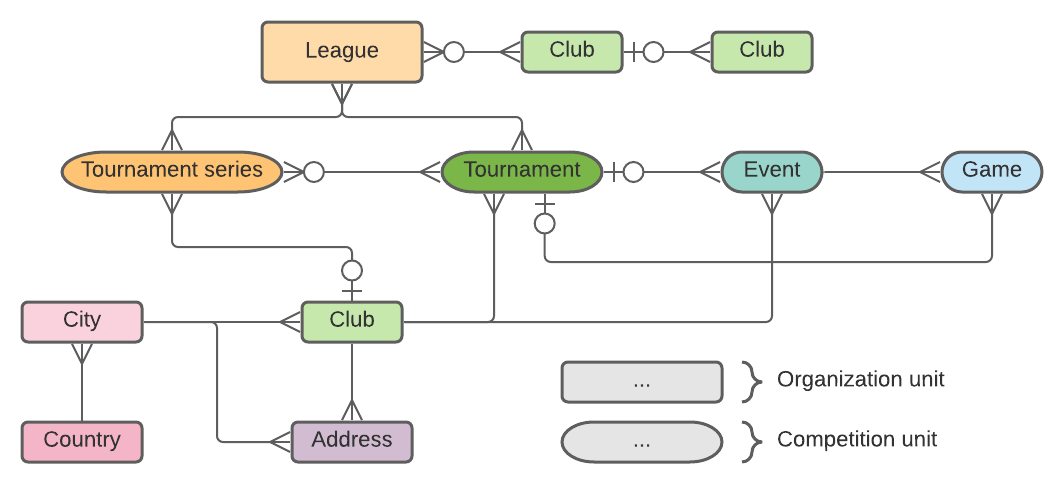 League
Club
Club
Tournament series
Tournament
Event
Game
City
Club
Country
Address
...
Organization unit
...
Competition unit